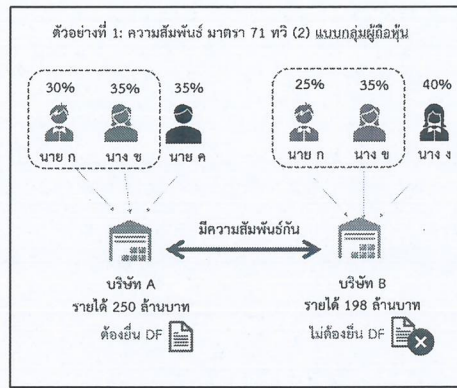 ตัวอย่างที่ 1: ความสัมพันธ์ มาตรา 71 ทวิ (2) แบบกลุ่มผู้ถือหุ้น
30% 35% 35% 25% 35% 40%
นาย ก นาง ข นาย ค นาย ก นาง ข นาง ง
มีความสัมพันธ์กัน
บริษัท A บริษัท B
รายได้ 250 ล้านบาท รายได้ 198 ล้านบาท
ต้องยื่น DF ไม่ต้องยื่น DF